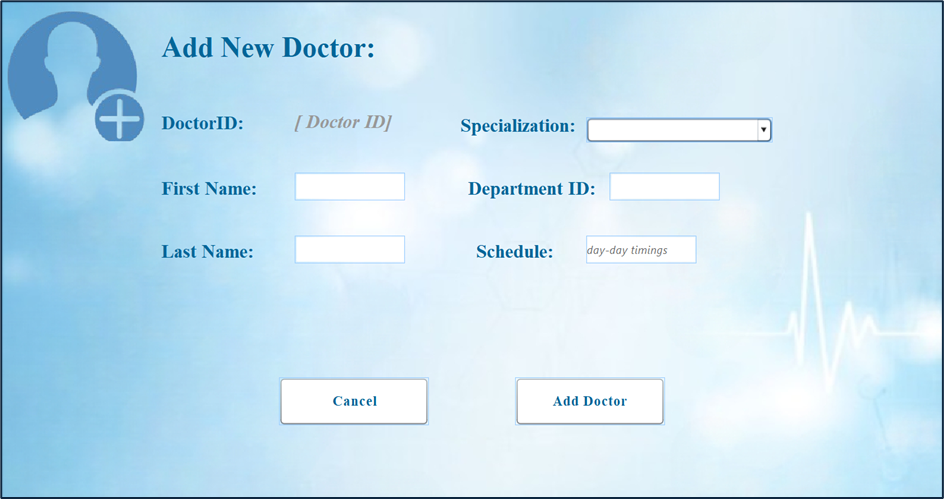 Add New Doctor:
DoctorID: [ Doctor ID] Specialization:
First Name: Department ID:
Last Name: Schedule: day-day timings
Cancel Add Doctor